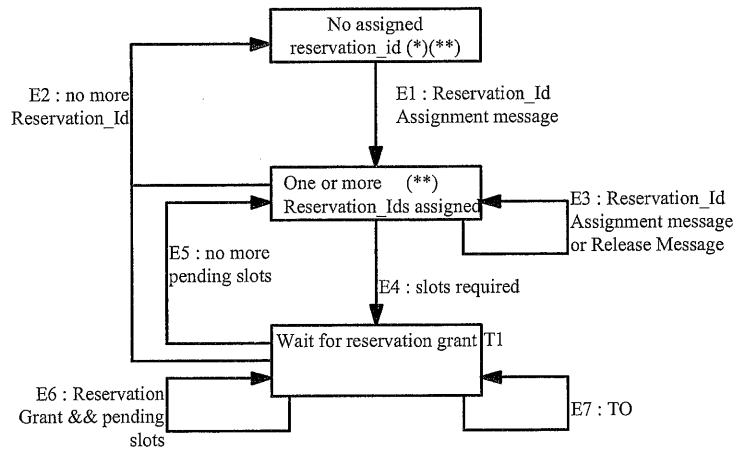 No assigned
reservation_id (*)(**)
E2 : no more
Reservation_Id
E1 : Reservation_Id
Assignment message
One or more (**)
Reservation_Ids assigned
E3 : Reservation_Id
Assignment message
or Release Message
E5 : no more
pending slots
E4 : slots required
Wait for reservation grant T1
E6 : Reservation
Grant && pending
slots
E7 : TO